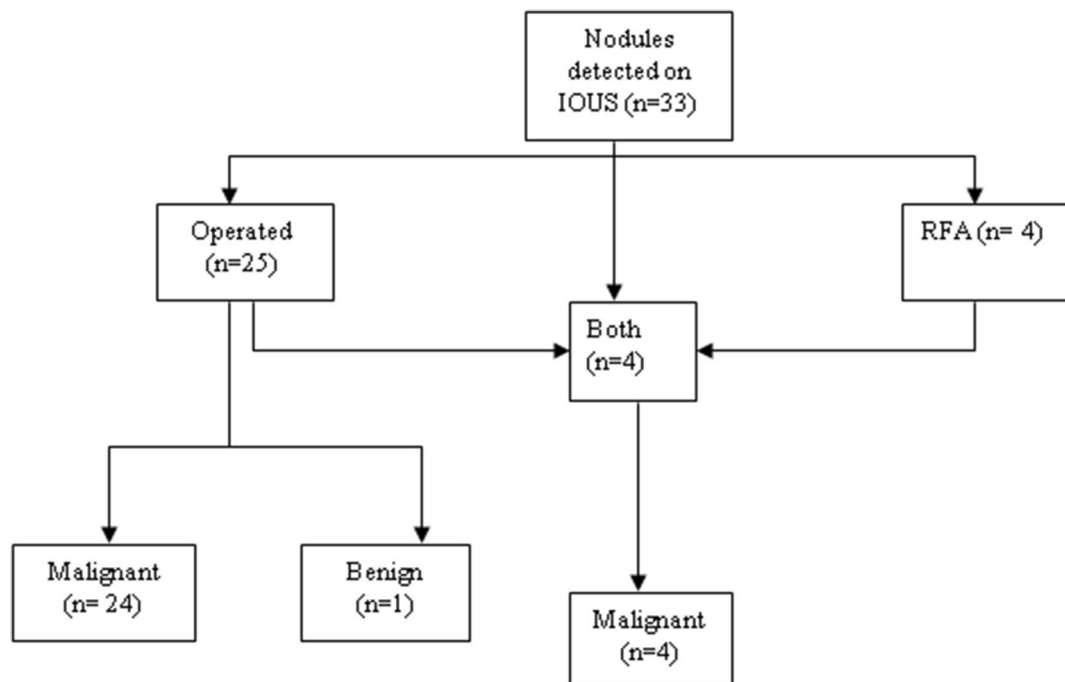 Nodules
detected on
IOUS (n=33)
Operated
(n=25)
RFA (n= 4)
Both
(n=4)
Malignant
(n= 24)
Benign
(n=1)
Malignant
(n=4)